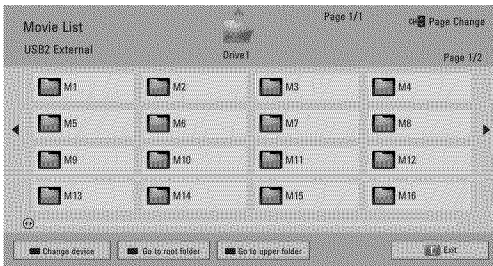 Movie List
Page 1/1
CH Page Change
USB2 External
Drive1
Page 1/2
M1 M2 M3 M4
M5 M6 M7 M8
M9 M10 M11 M12
M13 M14 M15 M16
Change device Go to root folder Go to upper folder Exit